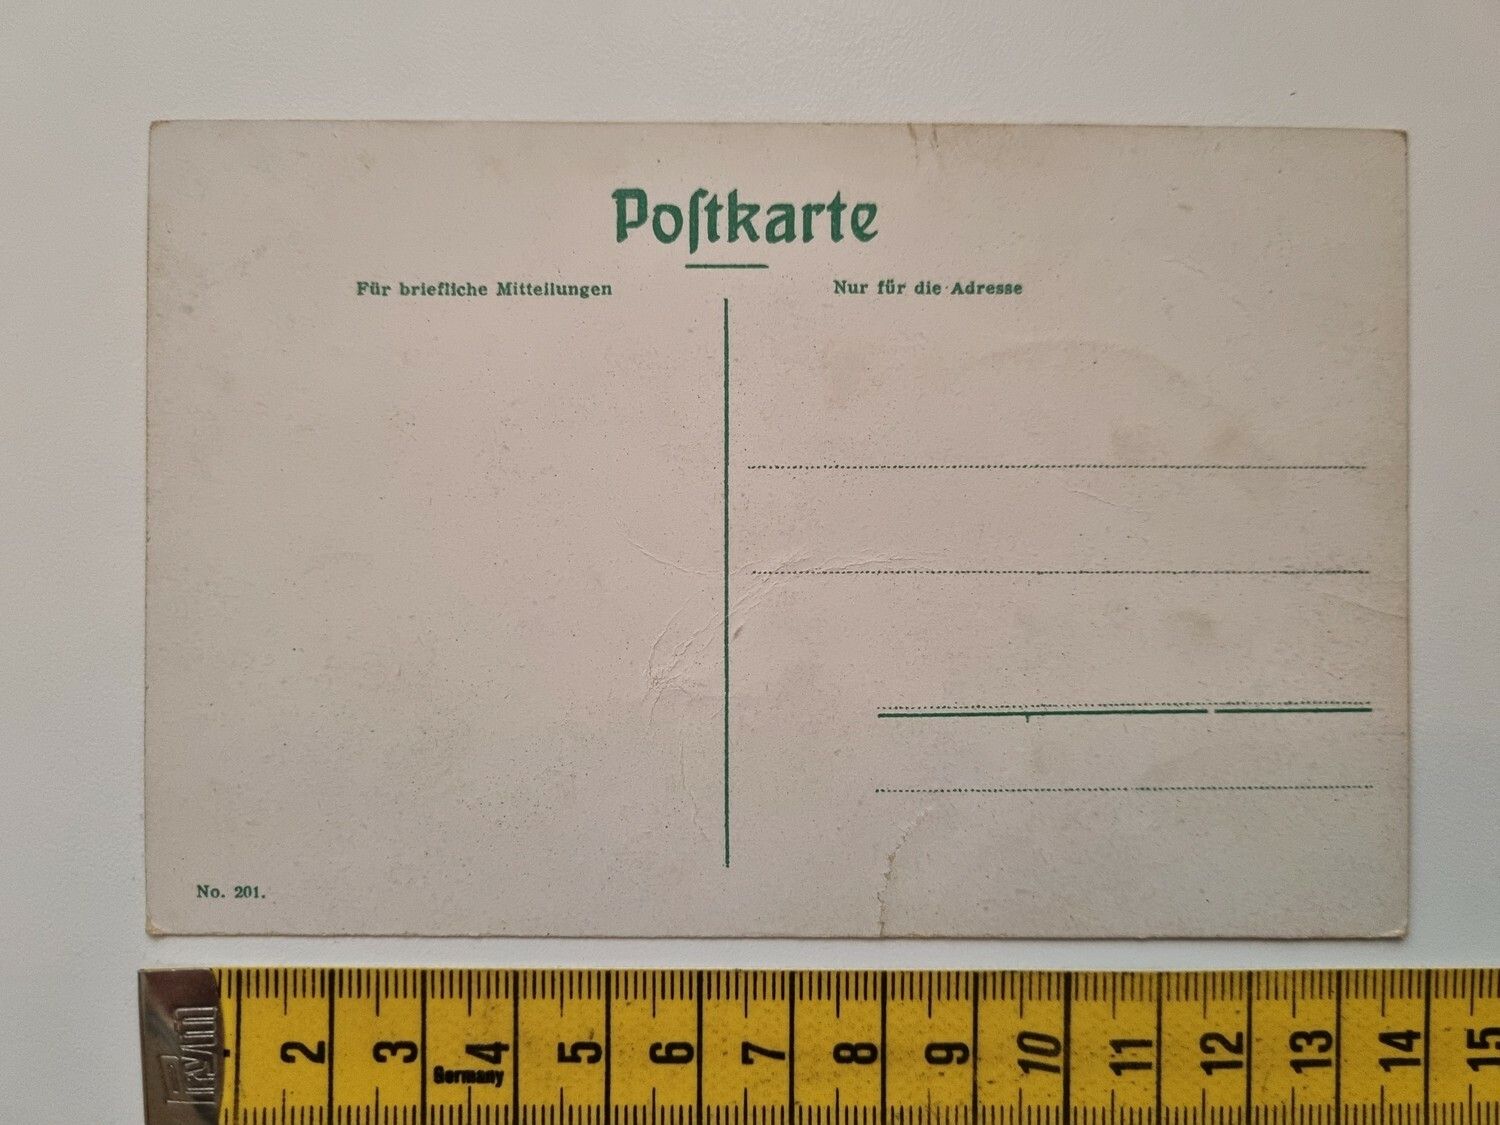 Poſtkarte
Für briefliche Mitteilungen
Nur für die Adresse
No. 201.
2 3 4 5 6 7 8 9 10 11 12 13 14 15
Germany